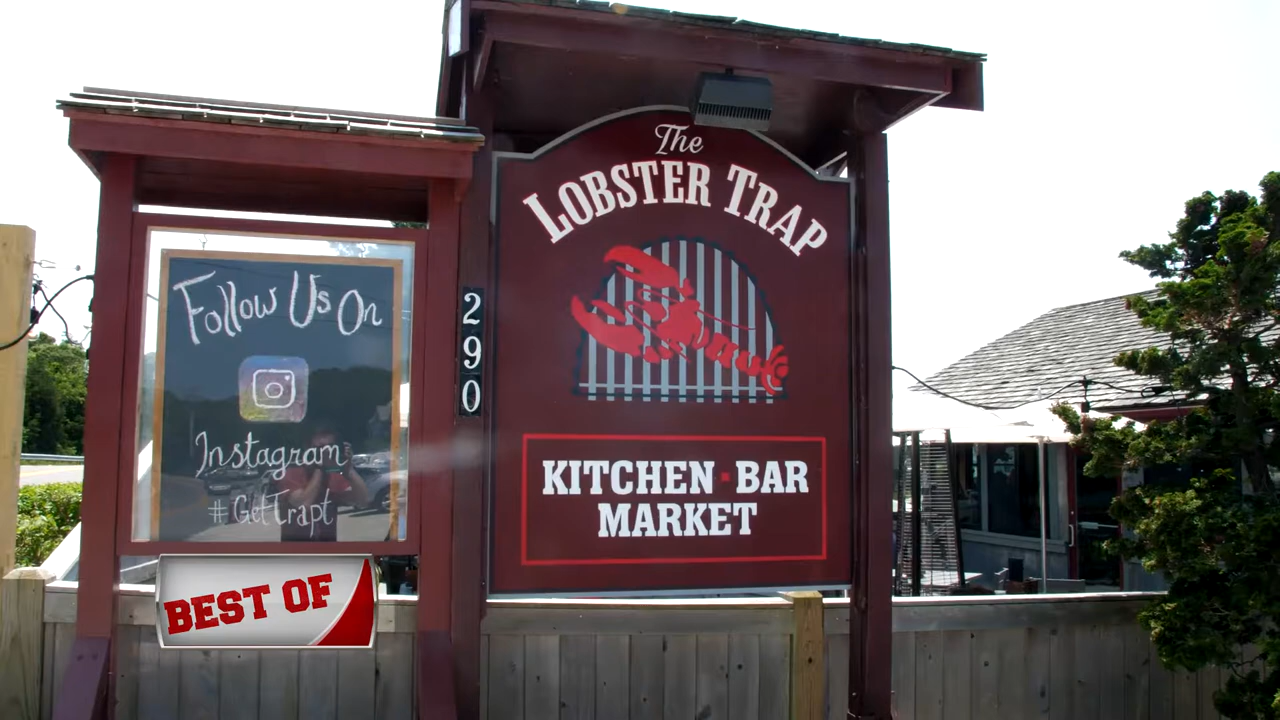 Follow Us On
Instagram
#GetTrapt
290
The
LOBSTER TRAP
KITCHEN · BAR
MARKET
BEST OF